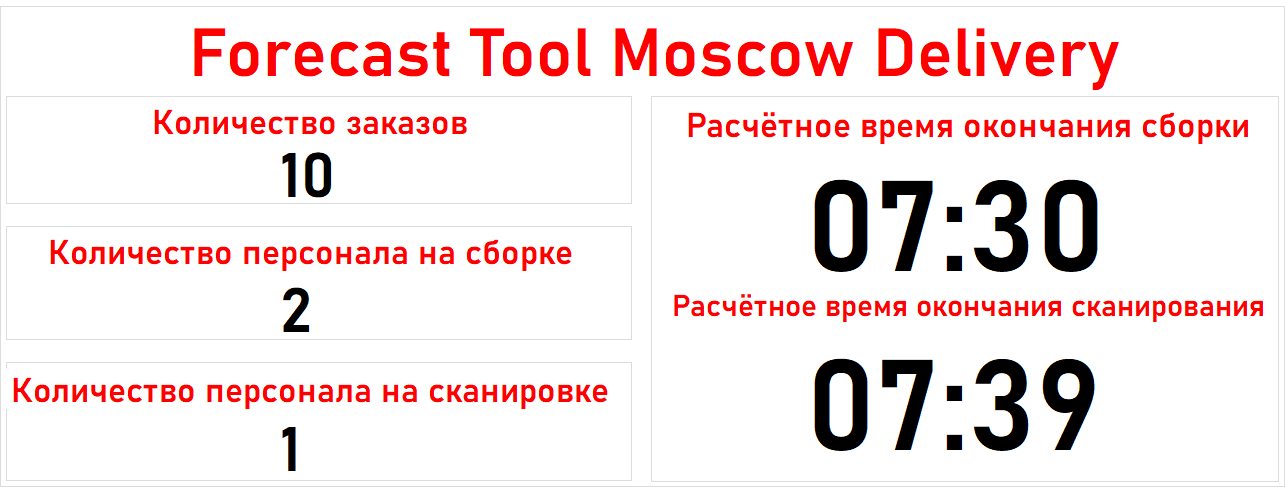 Forecast Tool Moscow Delivery
Количество заказов
10
Количество персонала на сборке
2
Количество персонала на сканировке
1
Расчётное время окончания сборки
07:30
Расчётное время окончания сканирования
07:39